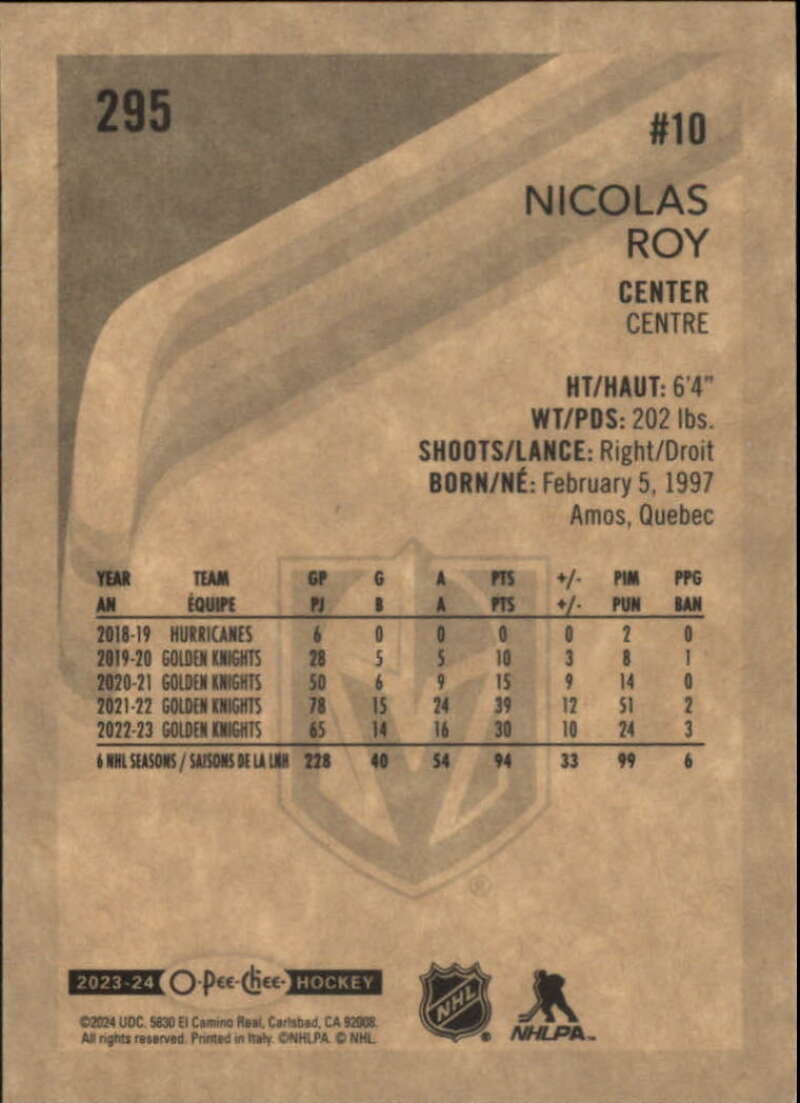 295
#10
NICOLAS
ROY
CENTER
CENTRE
HT/HAUT: 6'4"
WT/PDS: 202 lbs.
SHOOTS/LANCE: Right/Droit
BORN/NÉ: February 5, 1997
Amos, Quebec
YEAR TEAM GP G A PTS +/- PIM PPG
AN ÉQUIPE PJ B A PTS +/- PUN BAN
2018-19 HURRICANES 6 0 0 0 0 2 0
2019-20 GOLDEN KNIGHTS 28 5 5 10 3 8 1
2020-21 GOLDEN KNIGHTS 50 6 9 15 9 14 0
2021-22 GOLDEN KNIGHTS 78 15 24 39 12 51 2
2022-23 GOLDEN KNIGHTS 65 14 16 30 10 24 3
6 NHL SEASONS / SAISONS DE LA LNH 228 40 54 94 33 99 6
®
2023-24 O-Pee-Chee- HOCKEY
©2024 UDC. 5830 El Camino Real, Carlsbad, CA 92008.
All rights reserved. Printed in Italy. ©NHLPA. © NHL.
NHL ®
NHLPA™